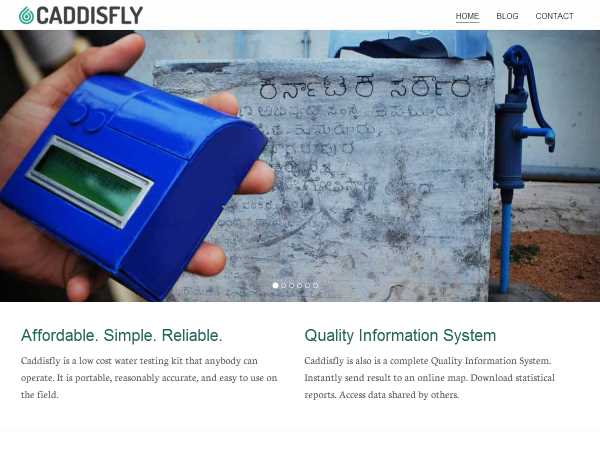 CADDISFLY
HOME BLOG CONTACT
ಕರ್ನಾಟಕ ಸರ್ಕಾರ
Affordable. Simple. Reliable.
Caddisfly is a low cost water testing kit that anybody can
operate. It is portable, reasonably accurate, and easy to use on
the field.
Quality Information System
Caddisfly is also is a complete Quality Information System.
Instantly send result to an online map. Download statistical
reports. Access data shared by others.